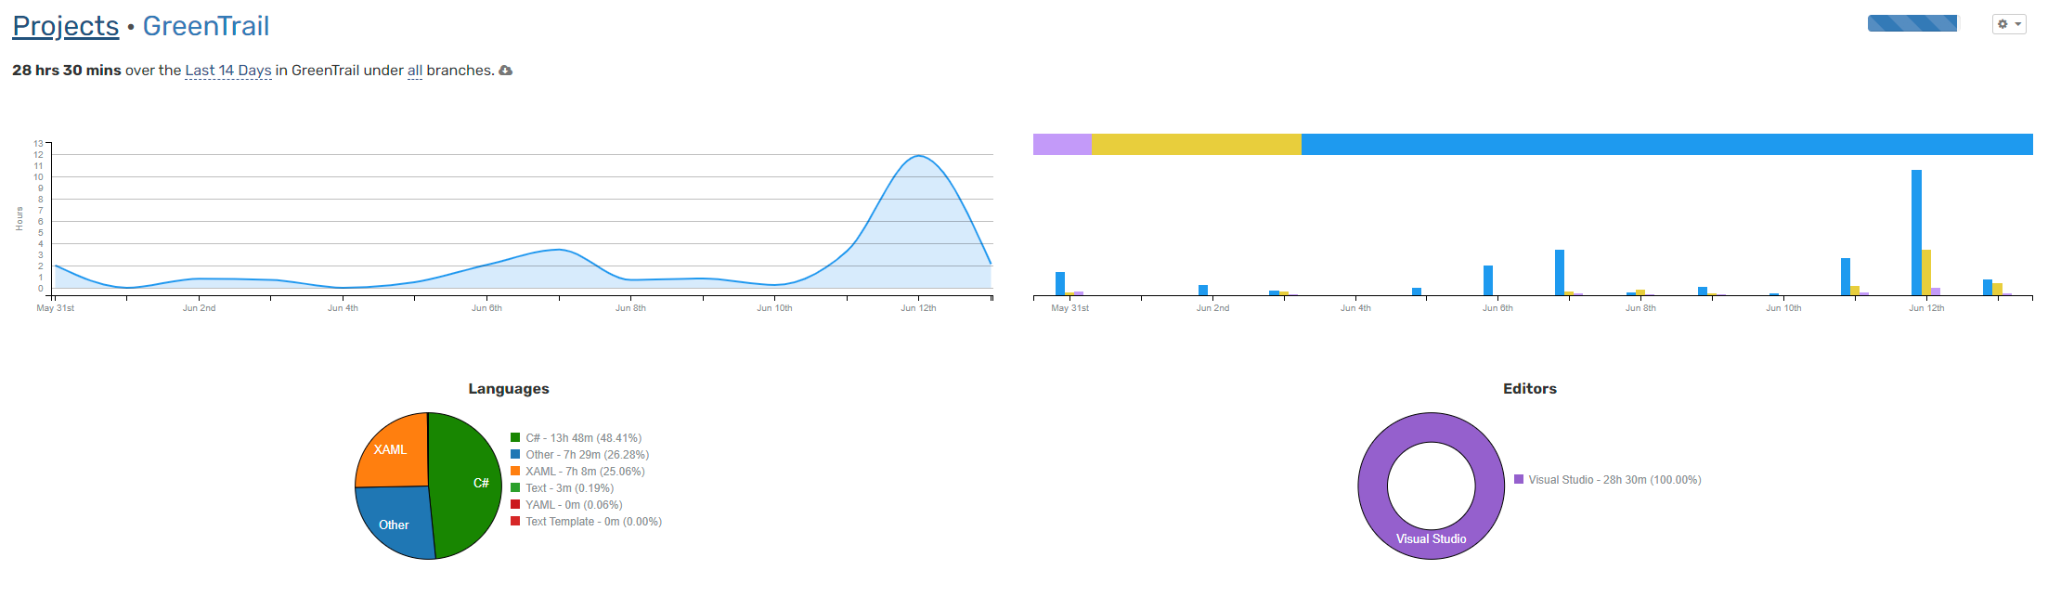 Projects • GreenTrail
28 hrs 30 mins over the Last 14 Days in GreenTrail under all branches.
13
12
11
10
9
8
7
6
5
4
3
2
1
0
Hours
May 31st Jun 2nd Jun 4th Jun 6th Jun 8th Jun 10th Jun 12th
May 31st Jun 2nd Jun 4th Jun 6th Jun 8th Jun 10th Jun 12th
Languages
XAML
C#
Other
C# - 13h 48m (48.41%)
Other - 7h 29m (26.28%)
XAML - 7h 8m (25.06%)
Text - 3m (0.19%)
YAML - 0m (0.06%)
Text Template - 0m (0.00%)
Editors
Visual Studio
Visual Studio - 28h 30m (100.00%)